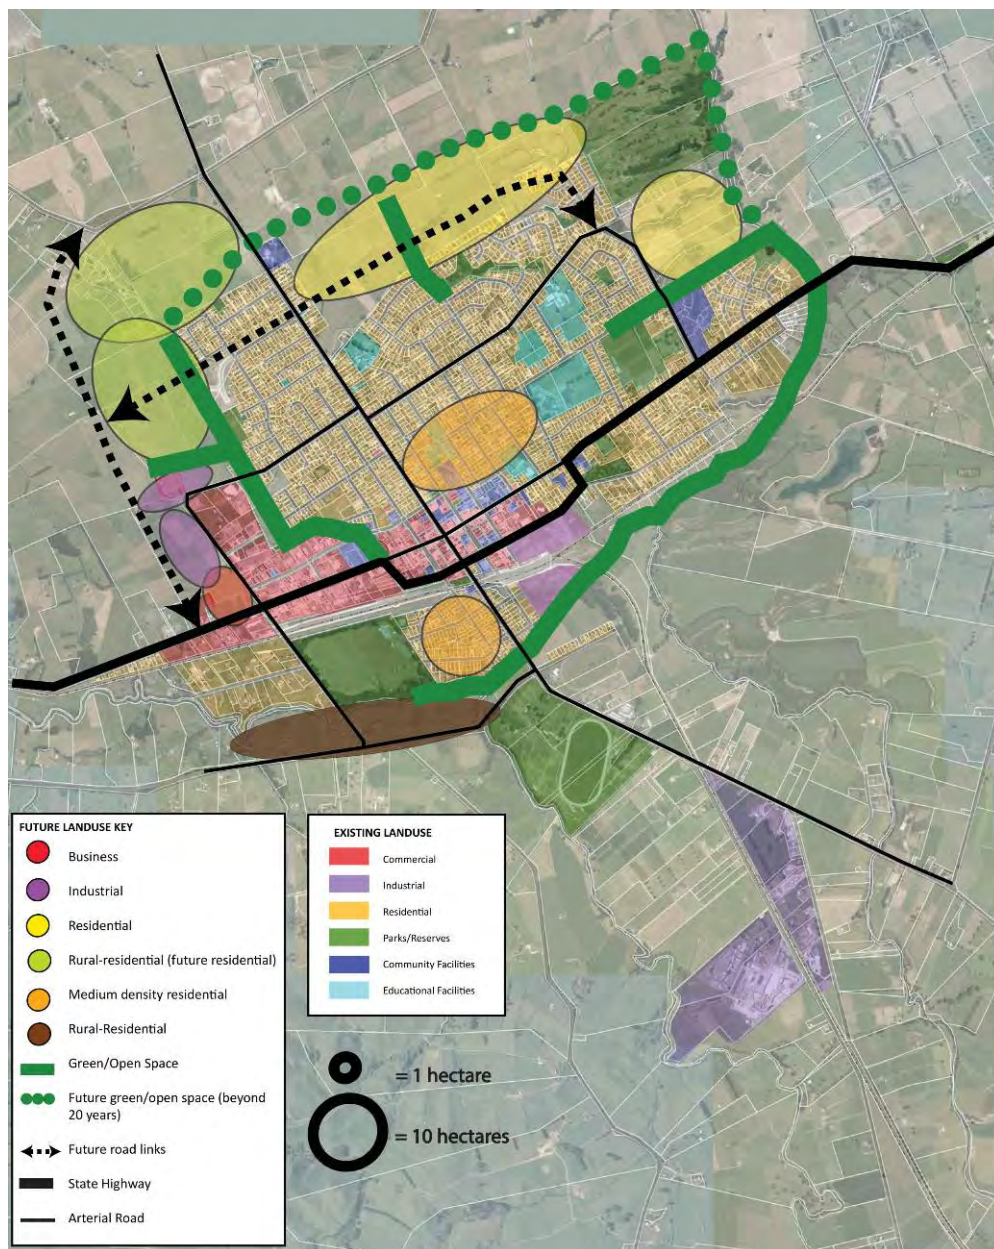 FUTURE LANDUSE KEY
Business
Industrial
Residential
Rural-residential (future residential)
Medium density residential
Rural-Residential
Green/Open Space
Future green/open space (beyond
20 years)
Future road links
State Highway
Arterial Road
EXISTING LANDUSE
Commercial
Industrial
Residential
Parks/Reserves
Community Facilities
Educational Facilities
= 1 hectare
= 10 hectares